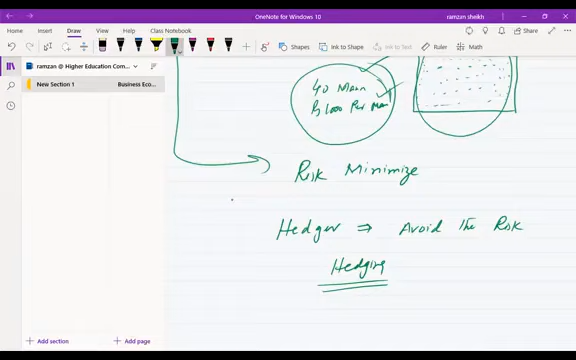 OneNote for Windows 10
ramzan sheikh
Home Insert Draw View Help Class Notebook
Shapes Ink to Shape Ink to Text Ruler Math
Share
ramzan @ Higher Education Com...
New Section 1
Business Eco...
40 Maan
1000 Per Maan
Risk Minimize
Hedger ⇒ Avoid the Risk
Hedging
+ Add section + Add page